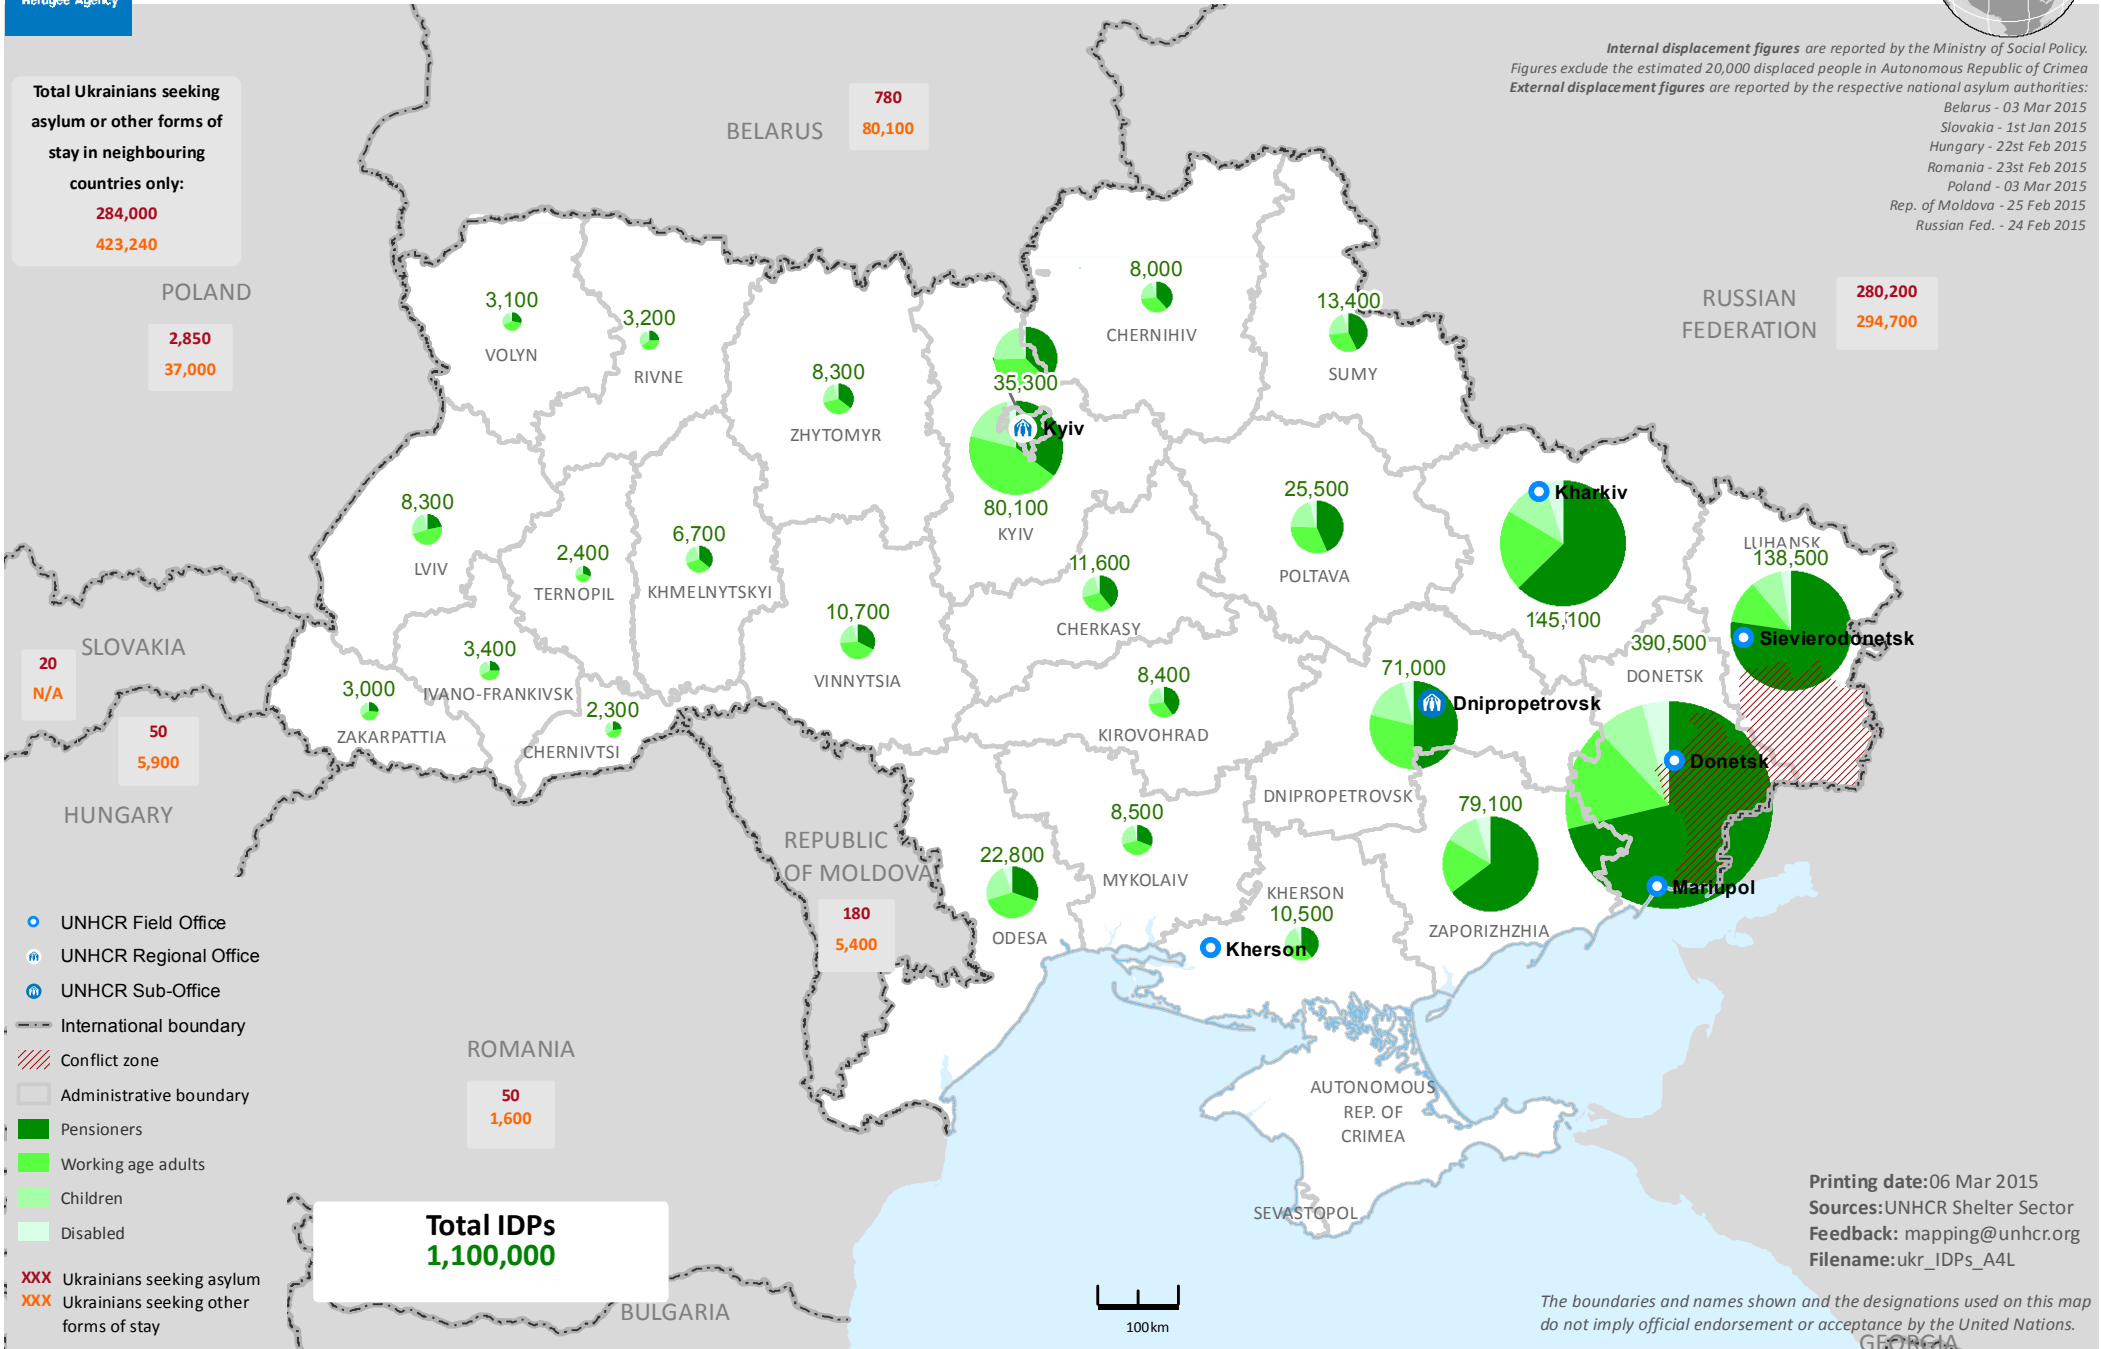 Refugee Agency
Internal displacement figures are reported by the Ministry of Social Policy.
Figures exclude the estimated 20,000 displaced people in Autonomous Republic of Crimea
External displacement figures are reported by the respective national asylum authorities:
Belarus - 03 Mar 2015
Slovakia - 1st Jan 2015
Hungary - 22st Feb 2015
Romania - 23st Feb 2015
Poland - 03 Mar 2015
Rep. of Moldova - 25 Feb 2015
Russian Fed. - 24 Feb 2015
Total Ukrainians seeking
asylum or other forms of
stay in neighbouring
countries only:
284,000
423,240
BELARUS
780
80,100
POLAND
2,850
37,000
RUSSIAN
FEDERATION
280,200
294,700
3,100
VOLYN
3,200
RIVNE
8,300
ZHYTOMYR
8,000
CHERNIHIV
13,400
SUMY
35,300
Kyiv
80,100
KYIV
8,300
LVIV
2,400
TERNOPIL
6,700
KHMELNYTSKYI
10,700
VINNYTSIA
11,600
CHERKASY
25,500
POLTAVA
Kharkiv
145,100
LUHANSK
138,500
Sievierodonetsk
390,500
DONETSK
Donetsk
Mariupol
71,000
Dnipropetrovsk
DNIPROPETROVSK
79,100
ZAPORIZHZHIA
8,400
KIROVOHRAD
8,500
MYKOLAIV
22,800
ODESA
KHERSON
10,500
Kherson
3,400
IVANO-FRANKIVSK
3,000
ZAKARPATTIA
2,300
CHERNIVTSI
SLOVAKIA
20
N/A
50
5,900
HUNGARY
REPUBLIC
OF MOLDOVA
180
5,400
ROMANIA
50
1,600
AUTONOMOUS
REP. OF
CRIMEA
SEVASTOPOL
BULGARIA
GEORGIA
UNHCR Field Office
UNHCR Regional Office
UNHCR Sub-Office
International boundary
Conflict zone
Administrative boundary
Pensioners
Working age adults
Children
Disabled
XXX Ukrainians seeking asylum
XXX Ukrainians seeking other
forms of stay
Total IDPs
1,100,000
100km
Printing date:06 Mar 2015
Sources:UNHCR Shelter Sector
Feedback: mapping@unhcr.org
Filename:ukr_IDPs_A4L
The boundaries and names shown and the designations used on this map
do not imply official endorsement or acceptance by the United Nations.